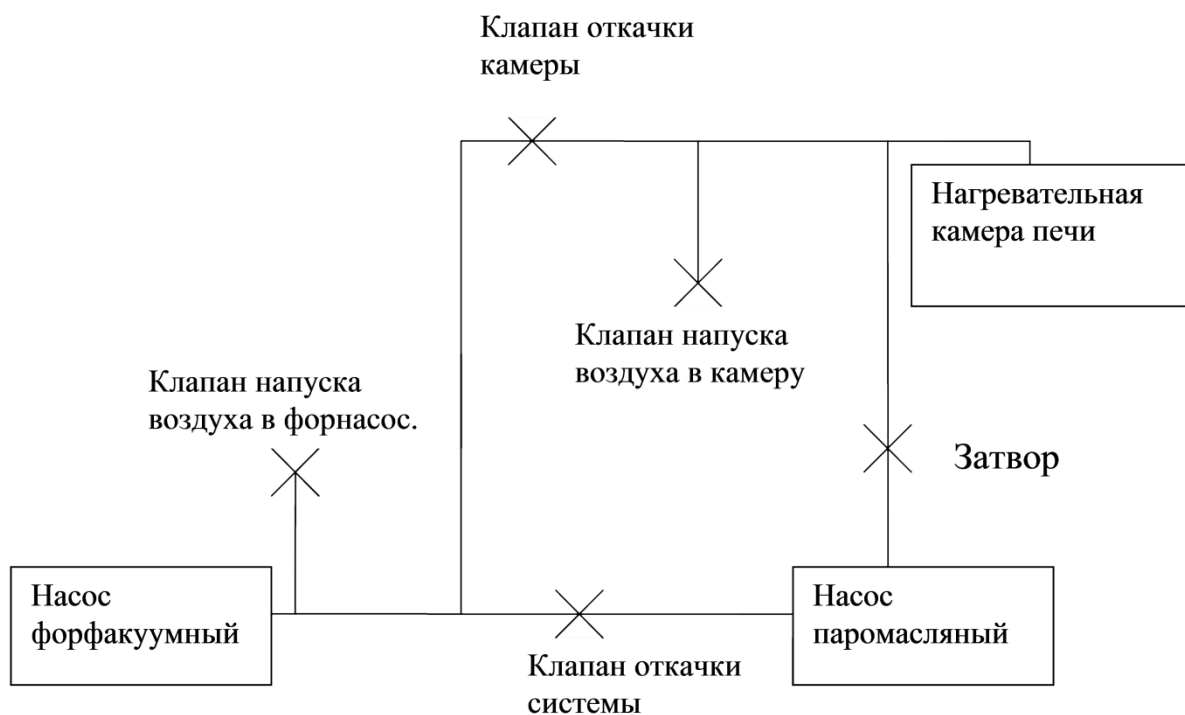 Клапан откачки
камеры
Нагревательная
камера печи
Клапан напуска
воздуха в камеру
Клапан напуска
воздуха в форнасос.
Затвор
Насос
форфакуумный
Насос
паромасляный
Клапан откачки
системы